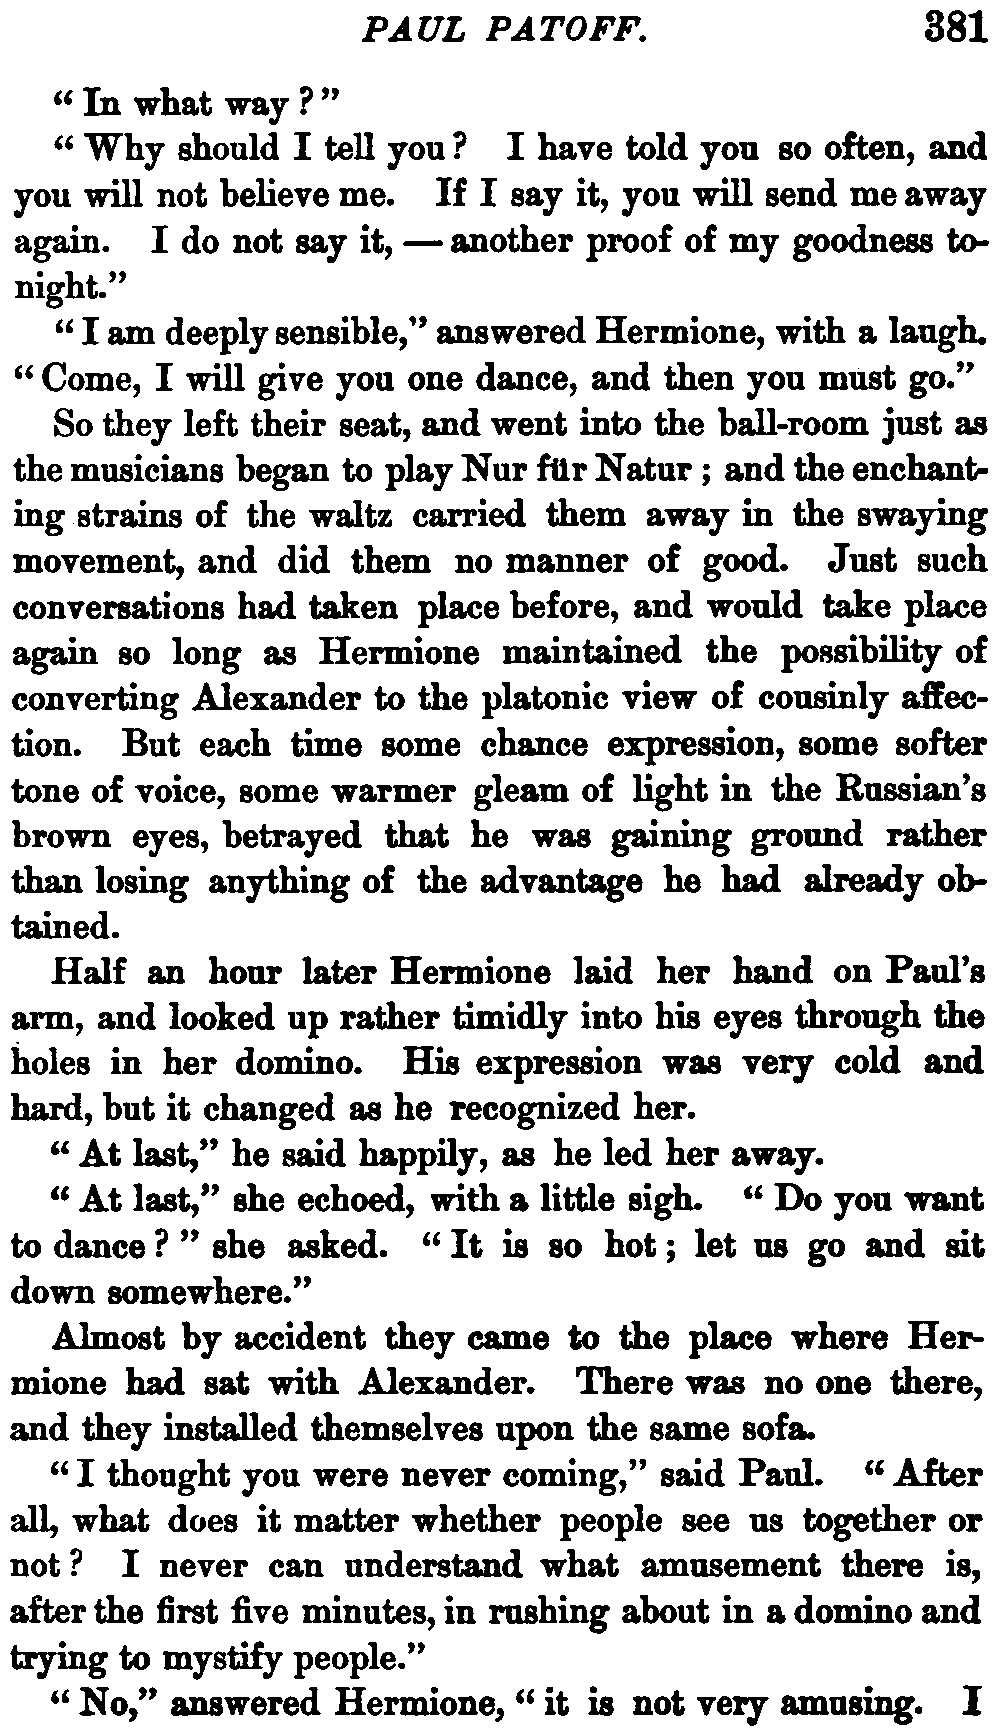 PAUL PATOFF. 381
“ In what way ? ”
“ Why should I tell you ? I have told you so often, and
you will not believe me. If I say it, you will send me away
again. I do not say it, — another proof of my goodness to-
night.”
“ I am deeply sensible,” answered Hermione, with a laugh.
“ Come, I will give you one dance, and then you must go.”
So they left their seat, and went into the ball-room just as
the musicians began to play Nur für Natur ; and the enchant-
ing strains of the waltz carried them away in the swaying
movement, and did them no manner of good. Just such
conversations had taken place before, and would take place
again so long as Hermione maintained the possibility of
converting Alexander to the platonic view of cousinly affec-
tion. But each time some chance expression, some softer
tone of voice, some warmer gleam of light in the Russian’s
brown eyes, betrayed that he was gaining ground rather
than losing anything of the advantage he had already ob-
tained.
Half an hour later Hermione laid her hand on Paul’s
arm, and looked up rather timidly into his eyes through the
holes in her domino. His expression was very cold and
hard, but it changed as he recognized her.
“ At last,” he said happily, as he led her away.
“ At last,” she echoed, with a little sigh. “ Do you want
to dance ? ” she asked. “ It is so hot ; let us go and sit
down somewhere.”
Almost by accident they came to the place where Her-
mione had sat with Alexander. There was no one there,
and they installed themselves upon the same sofa.
“ I thought you were never coming,” said Paul. “ After
all, what does it matter whether people see us together or
not ? I never can understand what amusement there is,
after the first five minutes, in rushing about in a domino and
trying to mystify people.”
“ No,” answered Hermione, “ it is not very amusing. I